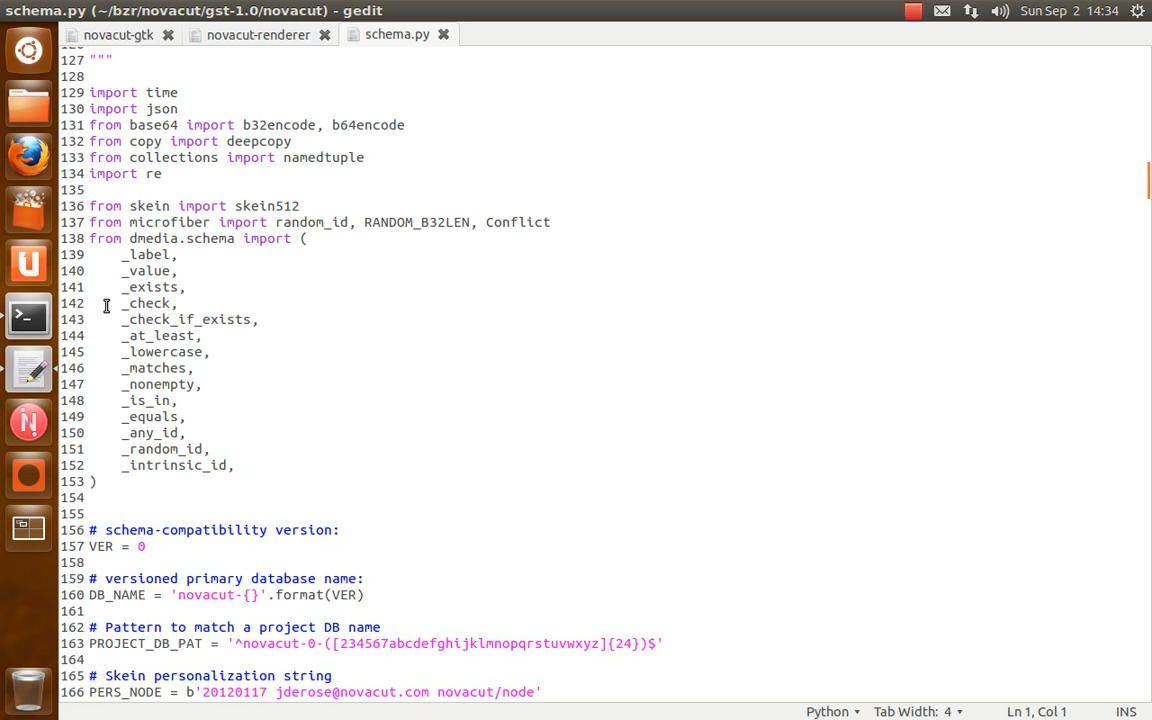 schema.py (~/bzr/novacut/gst-1.0/novacut) - gedit
Sun Sep 2 14:34
novacut-gtk
novacut-renderer
schema.py
127 """
128
129 import time
130 import json
131 from base64 import b32encode, b64encode
132 from copy import deepcopy
133 from collections import namedtuple
134 import re
135
136 from skein import skein512
137 from microfiber import random_id, RANDOM_B32LEN, Conflict
138 from dmedia.schema import (
139 _label,
140 _value,
141 _exists,
142 _check,
143 _check_if_exists,
144 _at_least,
145 _lowercase,
146 _matches,
147 _nonempty,
148 _is_in,
149 _equals,
150 _any_id,
151 _random_id,
152 _intrinsic_id,
153 )
154
155
156 # schema-compatibility version:
157 VER = 0
158
159 # versioned primary database name:
160 DB_NAME = 'novacut-{}'.format(VER)
161
162 # Pattern to match a project DB name
163 PROJECT_DB_PAT = '^novacut-0-([234567abcdefghijklmnopqrstuvwxyz]{24})$'
164
165 # Skein personalization string
166 PERS_NODE = b'20120117 jderose@novacut.com novacut/node'
Python
Tab Width: 4
Ln 1, Col 1
INS